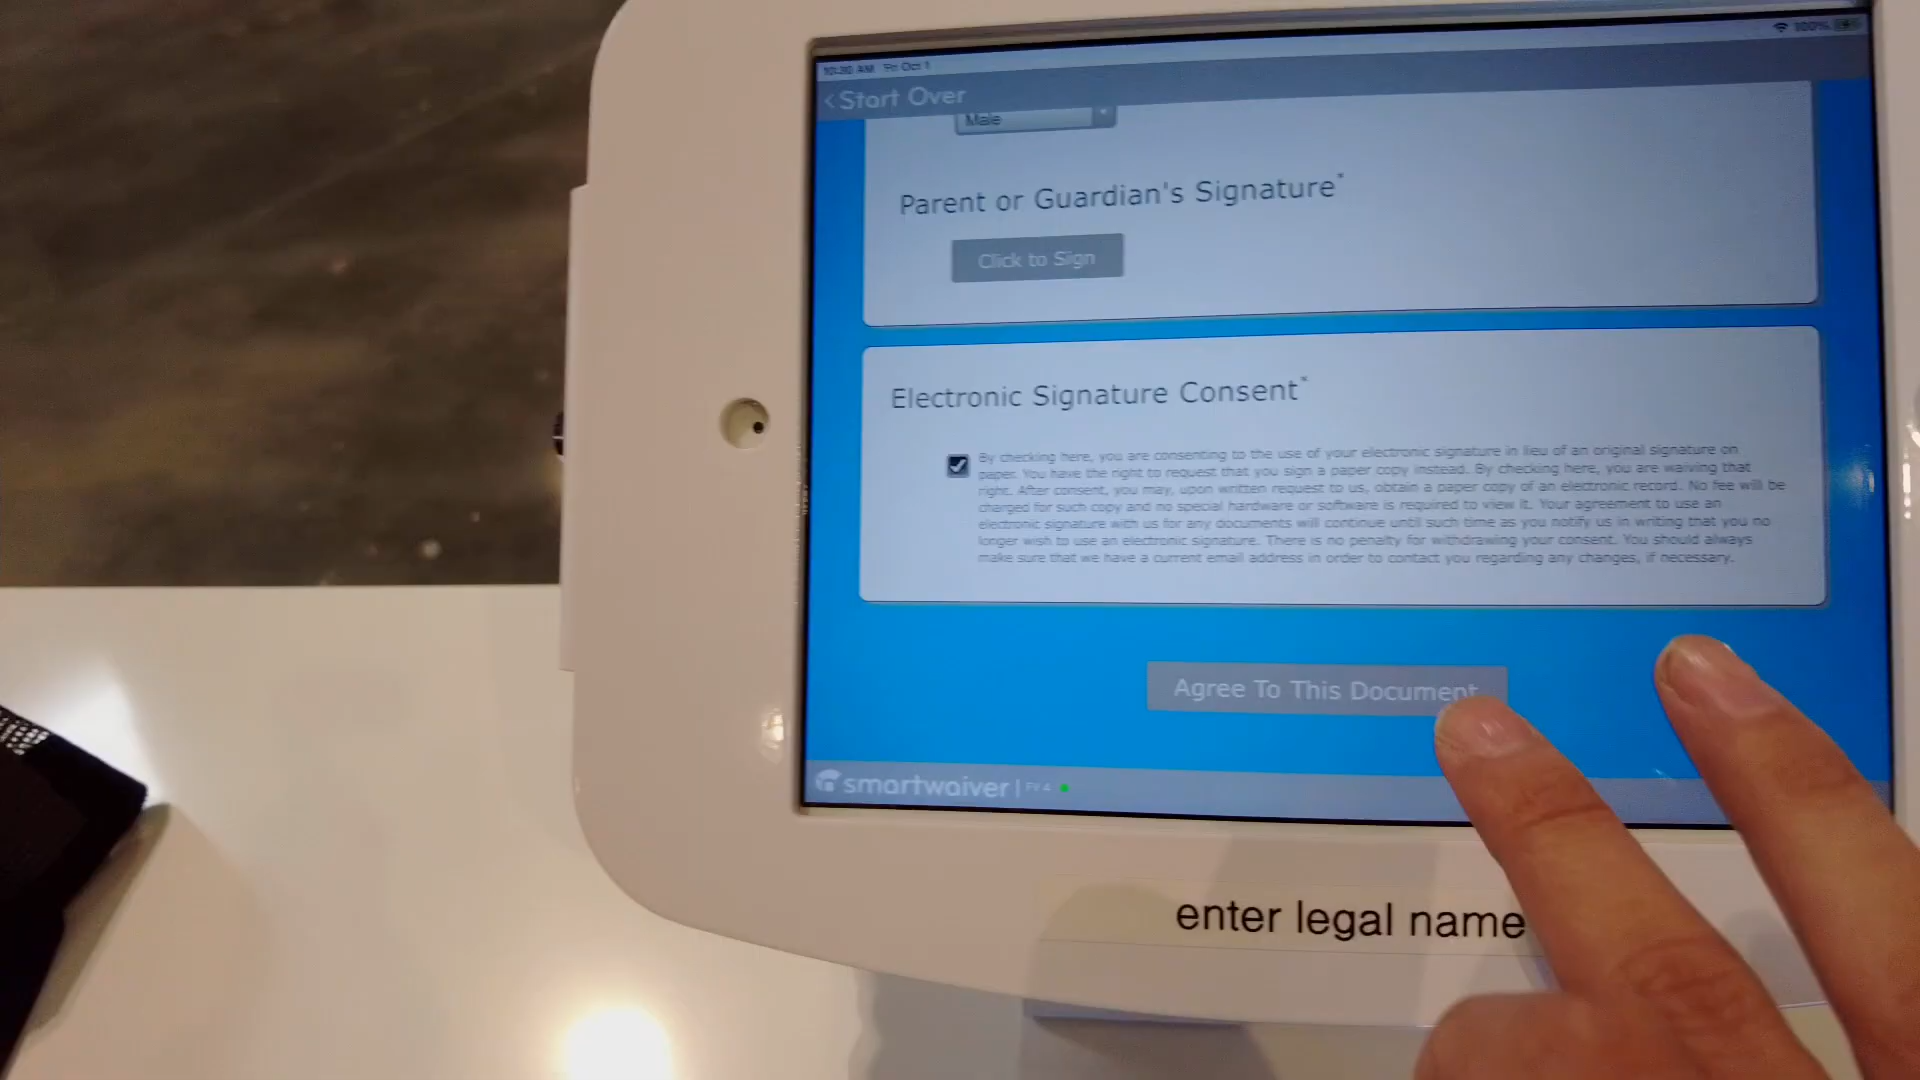 10:30 AM Fri Oct 1
100%
<Start Over
Male
Parent or Guardian's Signature*
Click to Sign
Electronic Signature Consent*
By checking here, you are consenting to the use of your electronic signature in lieu of an original signature on
paper. You have the right to request that you sign a paper copy instead. By checking here, you are waiving that
right. After consent, you may, upon written request to us, obtain a paper copy of an electronic record. No fee will be
charged for such copy and no special hardware or software is required to view it. Your agreement to use an
electronic signature with us for any documents will continue until such time as you notify us in writing that you no
longer wish to use an electronic signature. There is no penalty for withdrawing your consent. You should always
make sure that we have a current email address in order to contact you regarding any changes, if necessary.
Agree To This Document
smartwaiver |
enter legal name